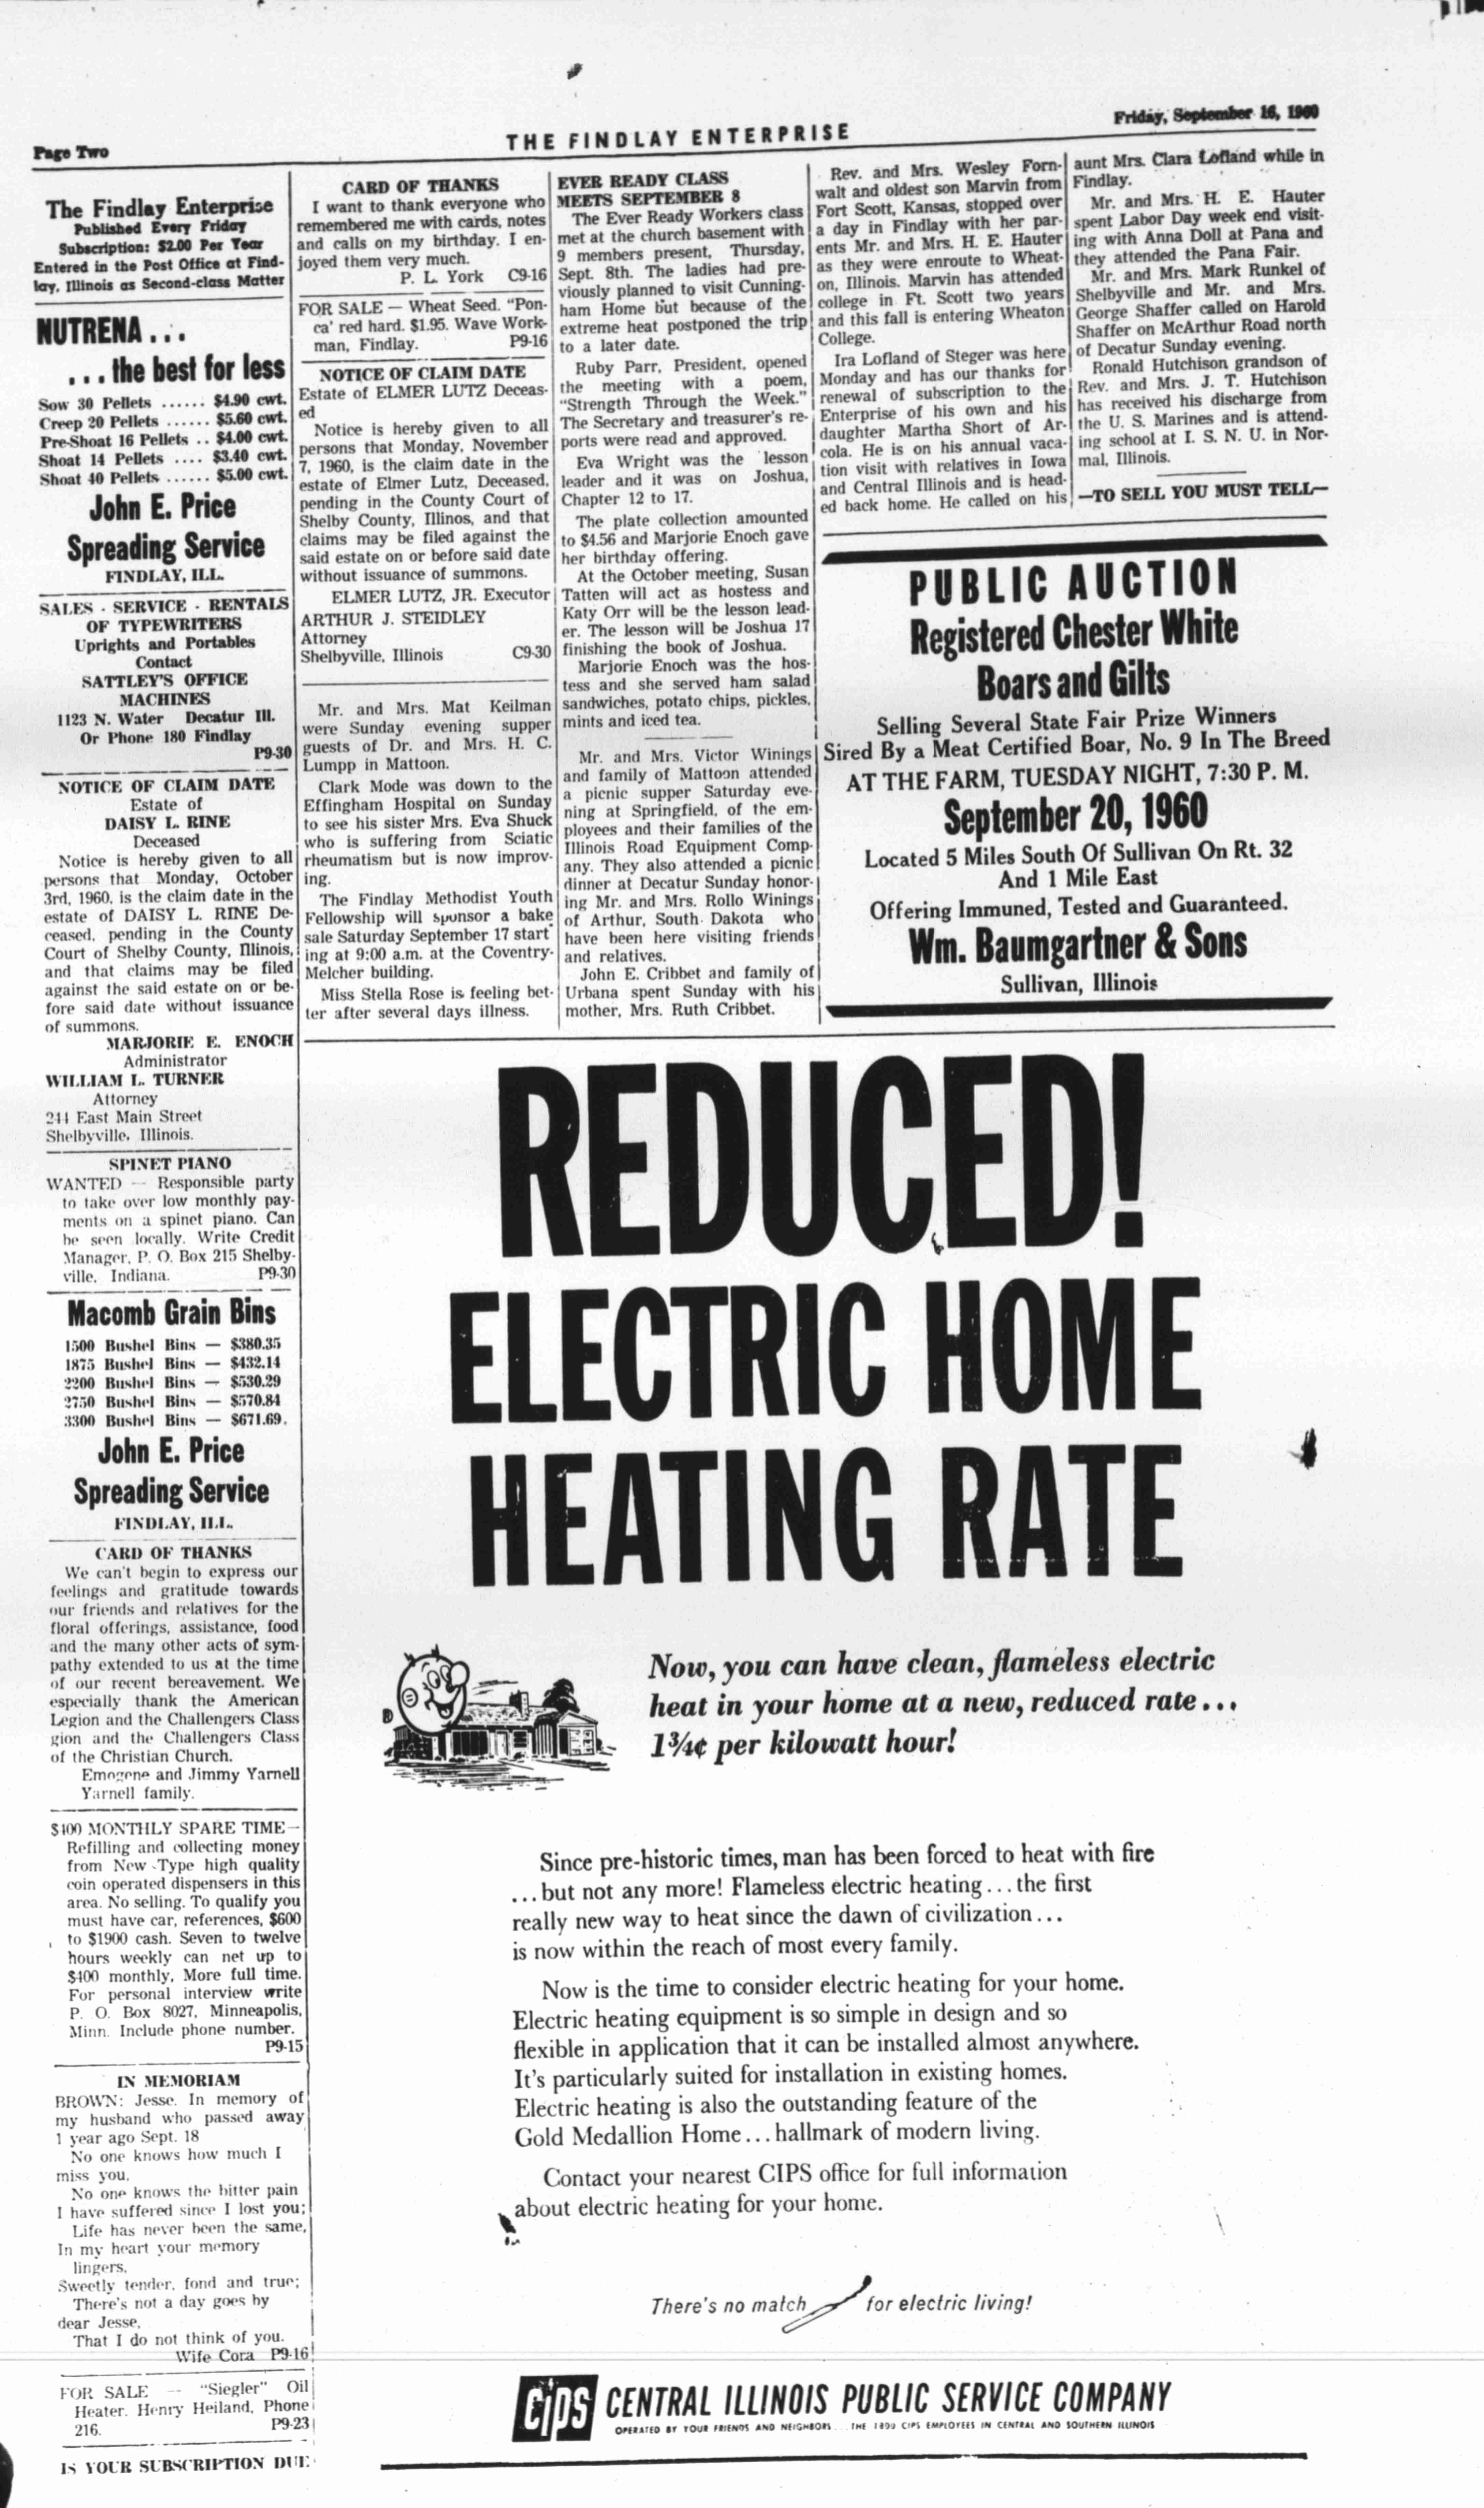 Page Two
THE FINDLAY ENTERPRISE
Friday, September 16, 1960
The Findlay Enterprise
Published Every Friday
Subscription: $2.00 Per Year
Entered in the Post Office at Find-
lay, Illinois as Second-class Matter
NUTRENA ...
... the best for less
Sow 30 Pellets ...... $4.90 cwt.
Creep 20 Pellets ...... $5.60 cwt.
Pre-Shoat 16 Pellets .. $4.00 cwt.
Shoat 14 Pellets .... $3.40 cwt.
Shoat 40 Pellets ...... $5.00 cwt.
John E. Price
Spreading Service
FINDLAY, ILL.
SALES - SERVICE - RENTALS
OF TYPEWRITERS
Uprights and Portables
Contact
SATTLEY'S OFFICE
MACHINES
1123 N. Water Decatur Ill.
Or Phone 180 Findlay
P9-30
NOTICE OF CLAIM DATE
Estate of
DAISY L. RINE
Deceased
Notice is hereby given to all
persons that Monday, October
3rd, 1960, is the claim date in the
estate of DAISY L. RINE De-
ceased, pending in the County
Court of Shelby County, Illinois,
and that claims may be filed
against the said estate on or be-
fore said date without issuance
of summons.
MARJORIE E. ENOCH
Administrator
WILLIAM L. TURNER
Attorney
244 East Main Street
Shelbyville, Illinois.
SPINET PIANO
WANTED -- Responsible party
to take over low monthly pay-
ments on a spinet piano. Can
be seen locally. Write Credit
Manager, P. O. Box 215 Shelby-
ville, Indiana. P9-30
Macomb Grain Bins
1500 Bushel Bins — $380.35
1875 Bushel Bins — $432.14
2200 Bushel Bins — $530.29
2750 Bushel Bins — $570.84
3300 Bushel Bins — $671.69.
John E. Price
Spreading Service
FINDLAY, ILL.
CARD OF THANKS
We can't begin to express our
feelings and gratitude towards
our friends and relatives for the
floral offerings, assistance, food
and the many other acts of sym-
pathy extended to us at the time
of our recent bereavement. We
especially thank the American
Legion and the Challengers Class
gion and the Challengers Class
of the Christian Church.
Emogene and Jimmy Yarnell
Yarnell family.
$400 MONTHLY SPARE TIME—
Refilling and collecting money
from New -Type high quality
coin operated dispensers in this
area. No selling. To qualify you
must have car, references, $600
to $1900 cash. Seven to twelve
hours weekly can net up to
$400 monthly, More full time.
For personal interview write
P. O. Box 8027, Minneapolis,
Minn. Include phone number.
P9-15
IN MEMORIAM
BROWN: Jesse. In memory of
my husband who passed away
1 year ago Sept. 18
No one knows how much I
miss you,
No one knows the bitter pain
I have suffered since I lost you;
Life has never been the same,
In my heart your memory
lingers,
Sweetly tender, fond and true;
There's not a day goes by
dear Jesse,
That I do not think of you.
Wife Cora P9-16
FOR SALE -- "Siegler" Oil
Heater. Henry Heiland, Phone
216. P9-23
IS YOUR SUBSCRIPTION DUE
CARD OF THANKS
I want to thank everyone who
remembered me with cards, notes
and calls on my birthday. I en-
joyed them very much.
P. L. York C9-16
FOR SALE — Wheat Seed. "Pon-
ca' red hard. $1.95. Wave Work-
man, Findlay. P9-16
NOTICE OF CLAIM DATE
Estate of ELMER LUTZ Deceas-
ed
Notice is hereby given to all
persons that Monday, November
7, 1960, is the claim date in the
estate of Elmer Lutz, Deceased,
pending in the County Court of
Shelby County, Illinos, and that
claims may be filed against the
said estate on or before said date
without issuance of summons.
ELMER LUTZ, JR. Executor
ARTHUR J. STEIDLEY
Attorney
Shelbyville, Illinois C9-30
Mr. and Mrs. Mat Keilman
were Sunday evening supper
guests of Dr. and Mrs. H. C.
Lumpp in Mattoon.
Clark Mode was down to the
Effingham Hospital on Sunday
to see his sister Mrs. Eva Shuck
who is suffering from Sciatic
rheumatism but is now improv-
ing.
The Findlay Methodist Youth
Fellowship will sponsor a bake
sale Saturday September 17 start
ing at 9:00 a.m. at the Coventry-
Melcher building.
Miss Stella Rose is feeling bet-
ter after several days illness.
EVER READY CLASS
MEETS SEPTEMBER 8
The Ever Ready Workers class
met at the church basement with
9 members present, Thursday,
Sept. 8th. The ladies had pre-
viously planned to visit Cunning-
ham Home but because of the
extreme heat postponed the trip
to a later date.
Ruby Parr, President, opened
the meeting with a poem,
"Strength Through the Week."
The Secretary and treasurer's re-
ports were read and approved.
Eva Wright was the lesson
leader and it was on Joshua,
Chapter 12 to 17.
The plate collection amounted
to $4.56 and Marjorie Enoch gave
her birthday offering.
At the October meeting, Susan
Tatten will act as hostess and
Katy Orr will be the lesson lead-
er. The lesson will be Joshua 17
finishing the book of Joshua.
Marjorie Enoch was the hos-
tess and she served ham salad
sandwiches, potato chips, pickles,
mints and iced tea.
Mr. and Mrs. Victor Winings
and family of Mattoon attended
a picnic supper Saturday eve-
ning at Springfield, of the em-
ployees and their families of the
Illinois Road Equipment Comp-
any. They also attended a picnic
dinner at Decatur Sunday honor-
ing Mr. and Mrs. Rollo Winings
of Arthur, South Dakota who
have been here visiting friends
and relatives.
John E. Cribbet and family of
Urbana spent Sunday with his
mother, Mrs. Ruth Cribbet.
Rev. and Mrs. Wesley Forn-
walt and oldest son Marvin from
Fort Scott, Kansas, stopped over
a day in Findlay with her par-
ents Mr. and Mrs. H. E. Hauter
as they were enroute to Wheat-
on, Illinois. Marvin has attended
college in Ft. Scott two years
and this fall is entering Wheaton
College.
Ira Lofland of Steger was here
Monday and has our thanks for
renewal of subscription to the
Enterprise of his own and his
daughter Martha Short of Ar-
cola. He is on his annual vaca-
tion visit with relatives in Iowa
and Central Illinois and is head-
ed back home. He called on his
aunt Mrs. Clara Lofland while in
Findlay.
Mr. and Mrs. H. E. Hauter
spent Labor Day week end visit-
ing with Anna Doll at Pana and
they attended the Pana Fair.
Mr. and Mrs. Mark Runkel of
Shelbyville and Mr. and Mrs.
George Shaffer called on Harold
Shaffer on McArthur Road north
of Decatur Sunday evening.
Ronald Hutchison grandson of
Rev. and Mrs. J. T. Hutchison
has received his discharge from
the U. S. Marines and is attend-
ing school at I. S. N. U. in Nor-
mal, Illinois.
—TO SELL YOU MUST TELL—
PUBLIC AUCTION
Registered Chester White
Boars and Gilts
Selling Several State Fair Prize Winners
Sired By a Meat Certified Boar, No. 9 In The Breed
AT THE FARM, TUESDAY NIGHT, 7:30 P. M.
September 20, 1960
Located 5 Miles South Of Sullivan On Rt. 32
And 1 Mile East
Offering Immuned, Tested and Guaranteed.
Wm. Baumgartner & Sons
Sullivan, Illinois
REDUCED!
ELECTRIC HOME
HEATING RATE
Now, you can have clean, flameless electric
heat in your home at a new, reduced rate...
1¾¢ per kilowatt hour!
Since pre-historic times, man has been forced to heat with fire
...but not any more! Flameless electric heating...the first
really new way to heat since the dawn of civilization...
is now within the reach of most every family.
Now is the time to consider electric heating for your home.
Electric heating equipment is so simple in design and so
flexible in application that it can be installed almost anywhere.
It's particularly suited for installation in existing homes.
Electric heating is also the outstanding feature of the
Gold Medallion Home...hallmark of modern living.
Contact your nearest CIPS office for full information
about electric heating for your home.
There's no match for electric living!
CIPS CENTRAL ILLINOIS PUBLIC SERVICE COMPANY
OPERATED BY YOUR FRIENDS AND NEIGHBORS ... THE 1800 CIPS EMPLOYEES IN CENTRAL AND SOUTHERN ILLINOIS